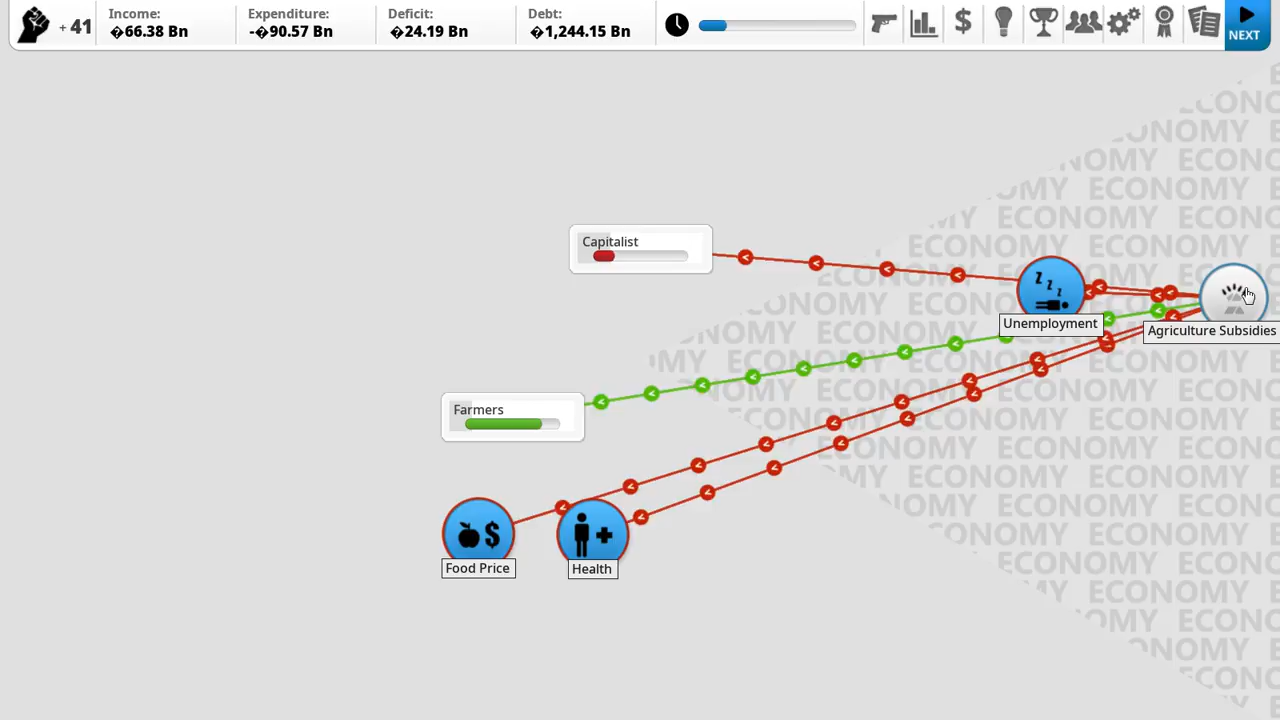 + 41
Income:
�66.38 Bn
Expenditure:
-�90.57 Bn
Deficit:
�24.19 Bn
Debt:
�1,244.15 Bn
NEXT
Capitalist
Unemployment
Agriculture Subsidies
Farmers
Food Price
Health
ECONOMY ECONOMY